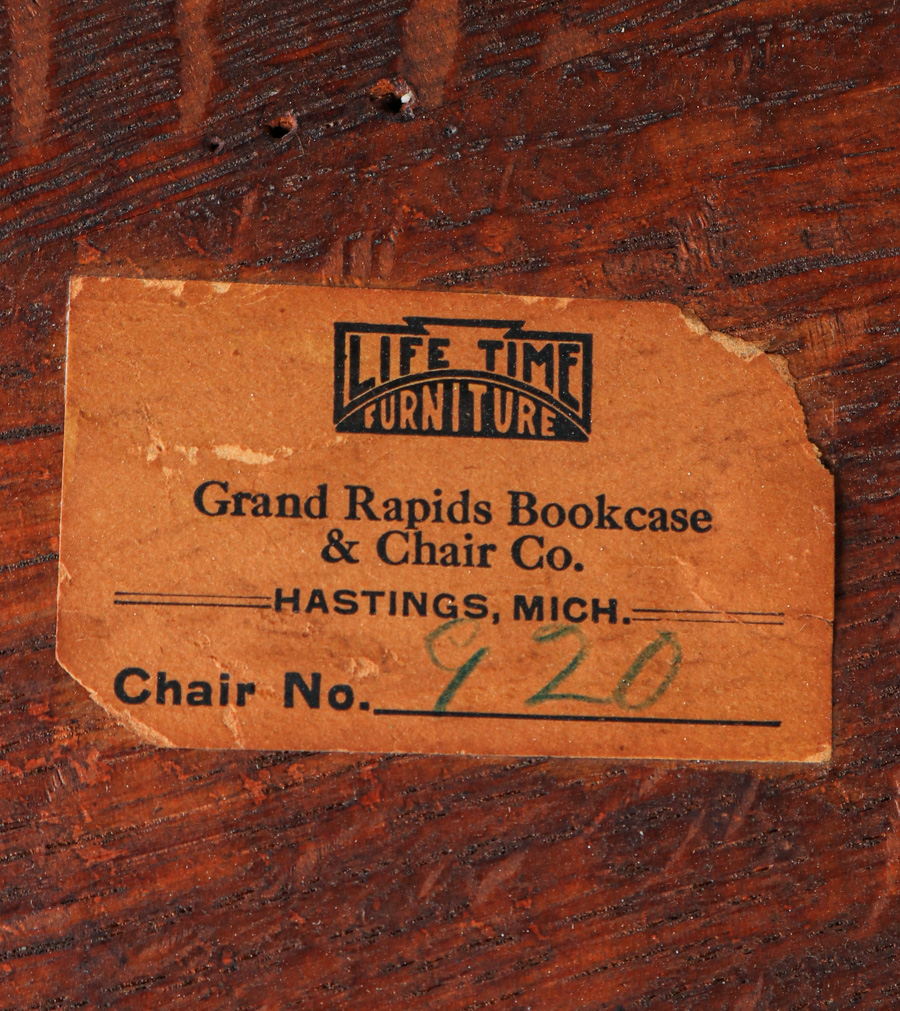 LIFE TIME
FURNITURE
Grand Rapids Bookcase
& Chair Co.
HASTINGS, MICH.
Chair No. 920